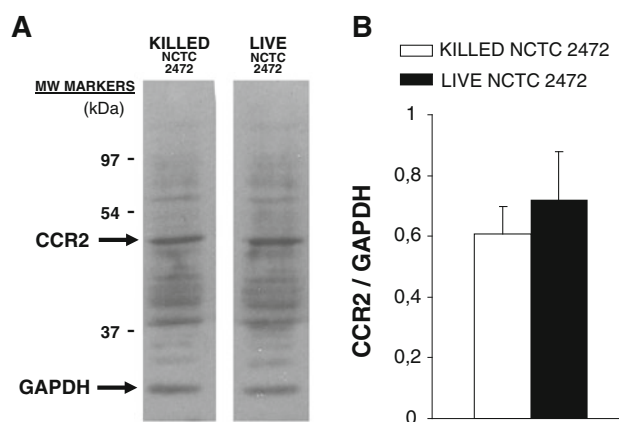 A
KILLED
NCTC
2472
LIVE
NCTC
2472
MW MARKERS
(kDa)
97 -
54 -
CCR2
37 -
GAPDH
B
KILLED NCTC 2472
LIVE NCTC 2472
CCR2 / GAPDH
1
0,8
0,6
0,4
0,2
0